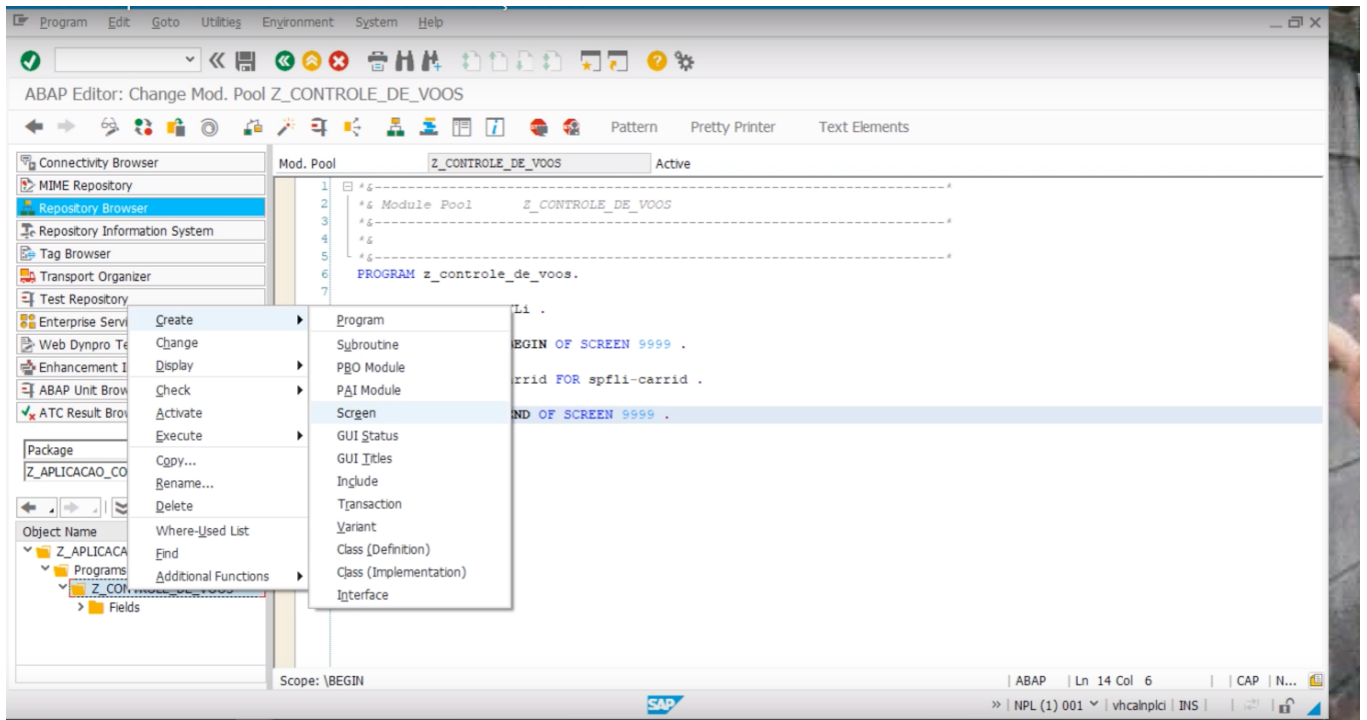 Program Edit Goto Utilities Environment System Help
ABAP Editor: Change Mod. Pool Z_CONTROLE_DE_VOOS
Pattern Pretty Printer Text Elements
Connectivity Browser
MIME Repository
Repository Browser
Repository Information System
Tag Browser
Transport Organizer
Test Repository
Enterprise Servi
Web Dynpro Te
Enhancement I
ABAP Unit Brow
ATC Result Brow
Package
Z_APLICACAO_CO
Object Name
Z_APLICACA
Programs
Z_CONTROLE_DE_VOOS
Fields
Create
Change
Display
Check
Activate
Execute
Copy...
Rename...
Delete
Where-Used List
Find
Additional Functions
Program
Subroutine
PBO Module
PAI Module
Screen
GUI Status
GUI Titles
Include
Transaction
Variant
Class (Definition)
Class (Implementation)
Interface
Mod. Pool Z_CONTROLE_DE_VOOS Active
1 *&---------------------------------------------------------------------*
2 *& Module Pool Z_CONTROLE_DE_VOOS
3 *&---------------------------------------------------------------------*
4 *&
5 *&---------------------------------------------------------------------*
6 PROGRAM z_controle_de_voos.
7
Li .
EGIN OF SCREEN 9999 .
rrid FOR spfli-carrid .
ND OF SCREEN 9999 .
Scope: \BEGIN ABAP Ln 14 Col 6 CAP N...
SAP NPL (1) 001 vhcalnplci INS